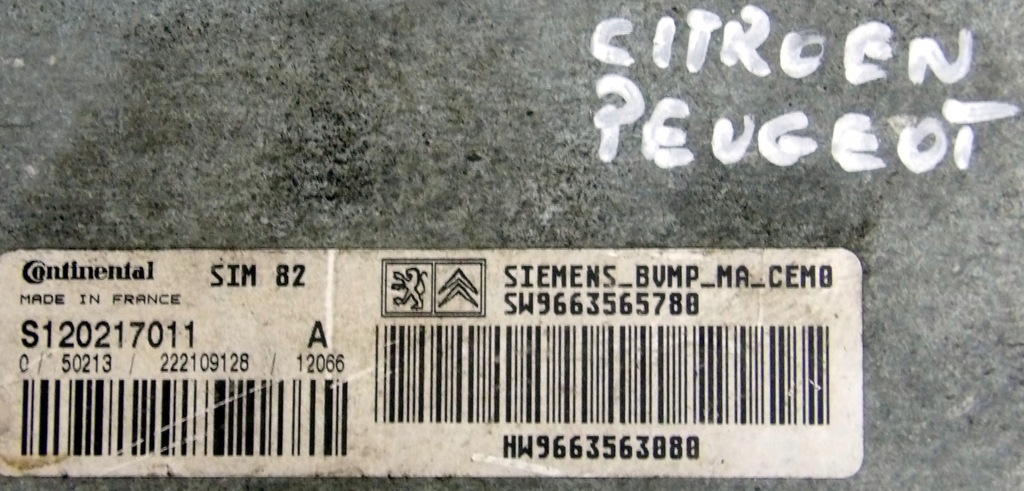 CITROEN
PEUGEOT
Continental SIM 82
MADE IN FRANCE
S120217011 A
0 / 50213 / 222109128 / 12066
SIEMENS_BVMP_MA_CEM0
SW9663565780
HW9663563080